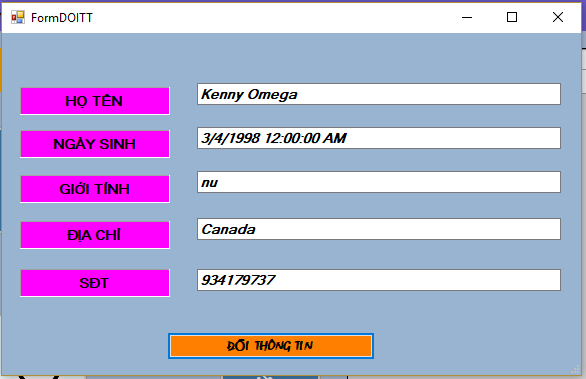 FormDOITT
HỌ TÊN
Kenny Omega
NGÀY SINH
3/4/1998 12:00:00 AM
GIỚI TÍNH
nu
ĐỊA CHỈ
Canada
SĐT
934179737
ĐỔI THÔNG TIN